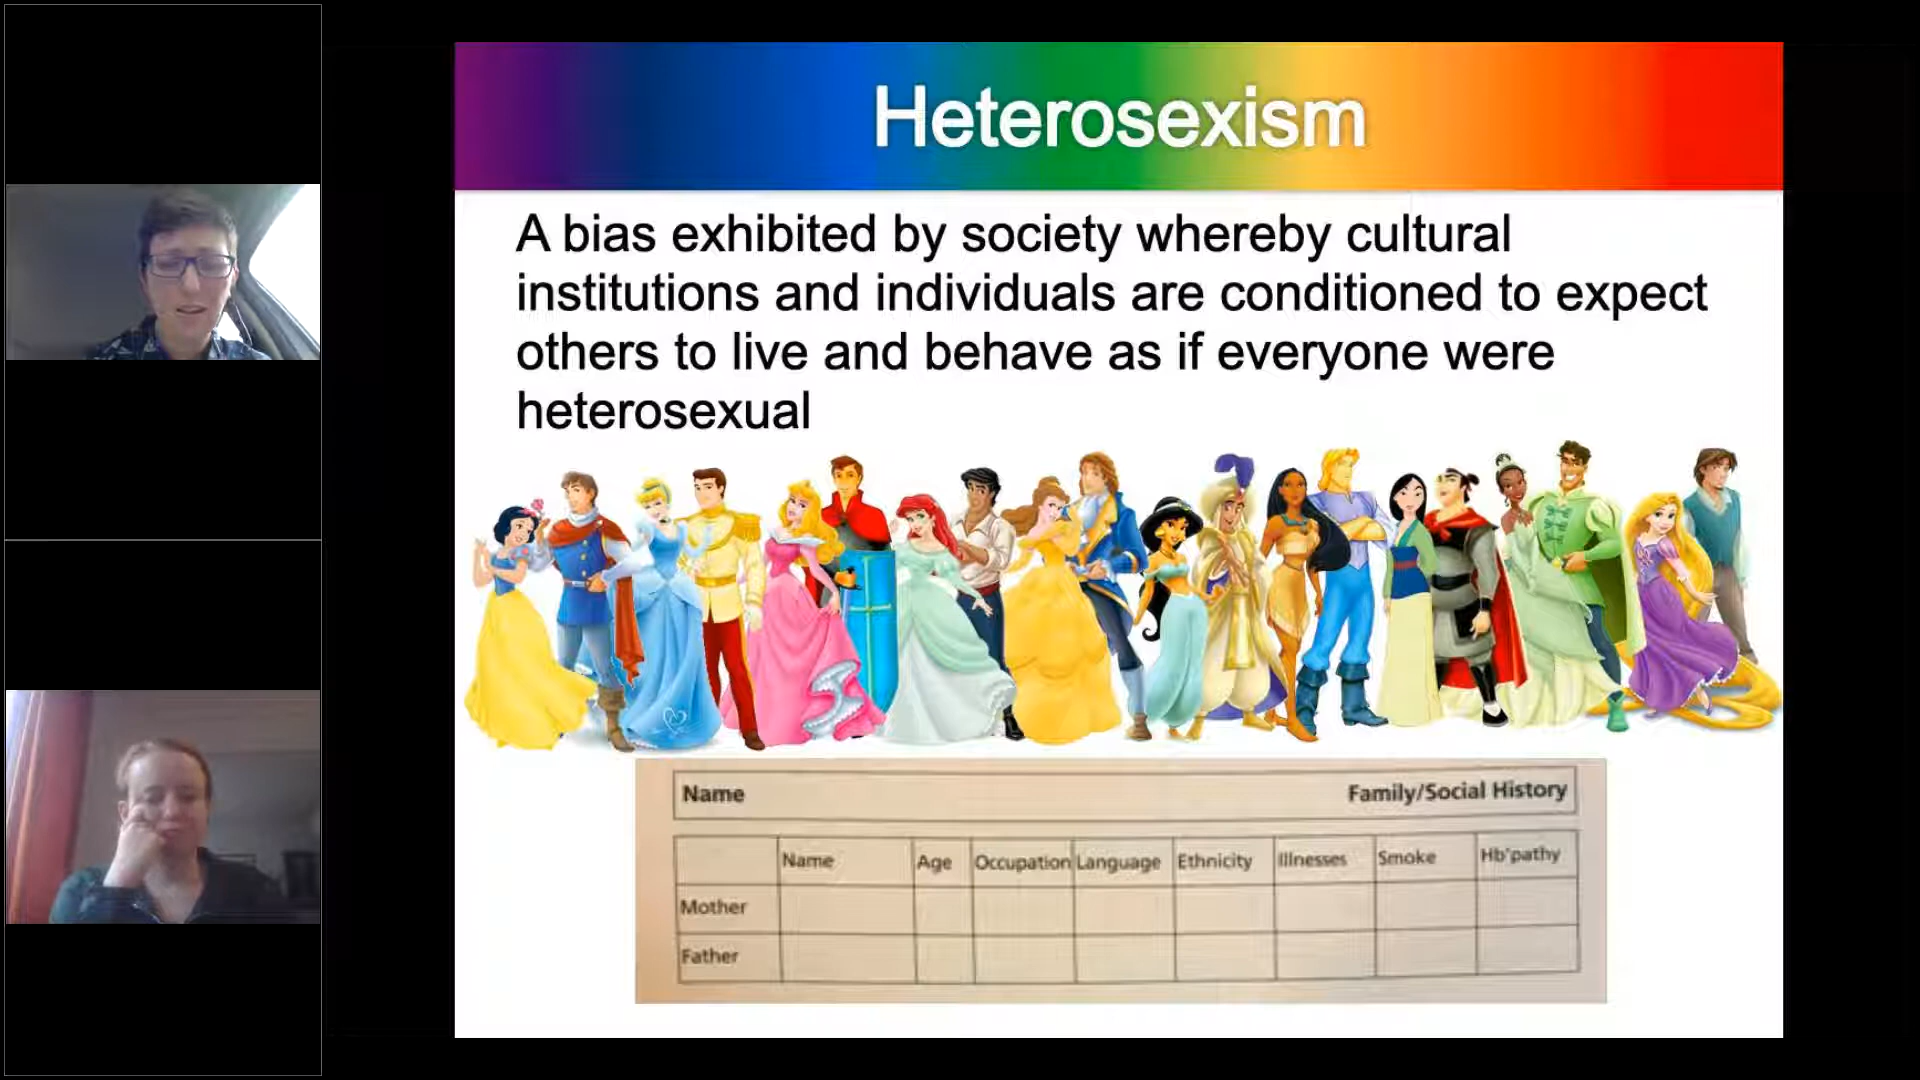 Heterosexism
A bias exhibited by society whereby cultural
institutions and individuals are conditioned to expect
others to live and behave as if everyone were
heterosexual
Name Family/Social History
Name Age Occupation Language Ethnicity Illnesses Smoke Hb'pathy
Mother
Father